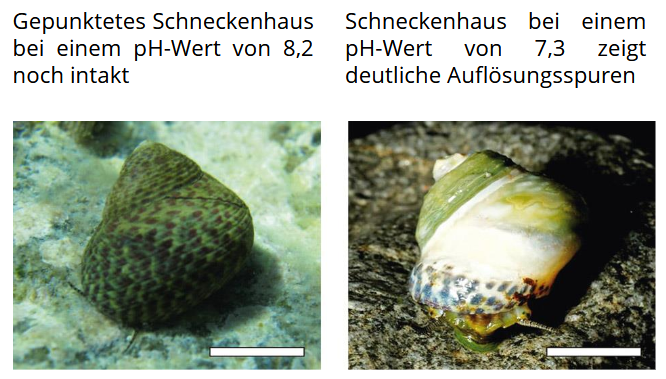 Gepunktetes Schneckenhaus
bei einem pH-Wert von 8,2
noch intakt
Schneckenhaus bei einem
pH-Wert von 7,3 zeigt
deutliche Auflösungsspuren